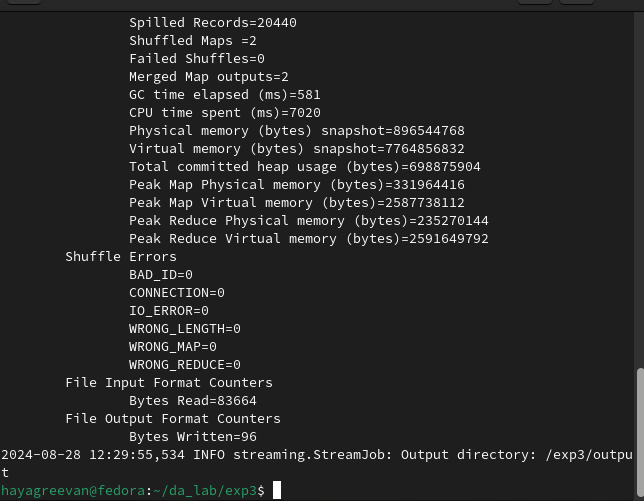 Spilled Records=20440
Shuffled Maps =2
Failed Shuffles=0
Merged Map outputs=2
GC time elapsed (ms)=581
CPU time spent (ms)=7020
Physical memory (bytes) snapshot=896544768
Virtual memory (bytes) snapshot=7764856832
Total committed heap usage (bytes)=698875904
Peak Map Physical memory (bytes)=331964416
Peak Map Virtual memory (bytes)=2587738112
Peak Reduce Physical memory (bytes)=235270144
Peak Reduce Virtual memory (bytes)=2591649792
Shuffle Errors
BAD_ID=0
CONNECTION=0
IO_ERROR=0
WRONG_LENGTH=0
WRONG_MAP=0
WRONG_REDUCE=0
File Input Format Counters
Bytes Read=83664
File Output Format Counters
Bytes Written=96
2024-08-28 12:29:55,534 INFO streaming.StreamJob: Output directory: /exp3/outpu
t
hayagreevan@fedora:~/da_lab/exp3$